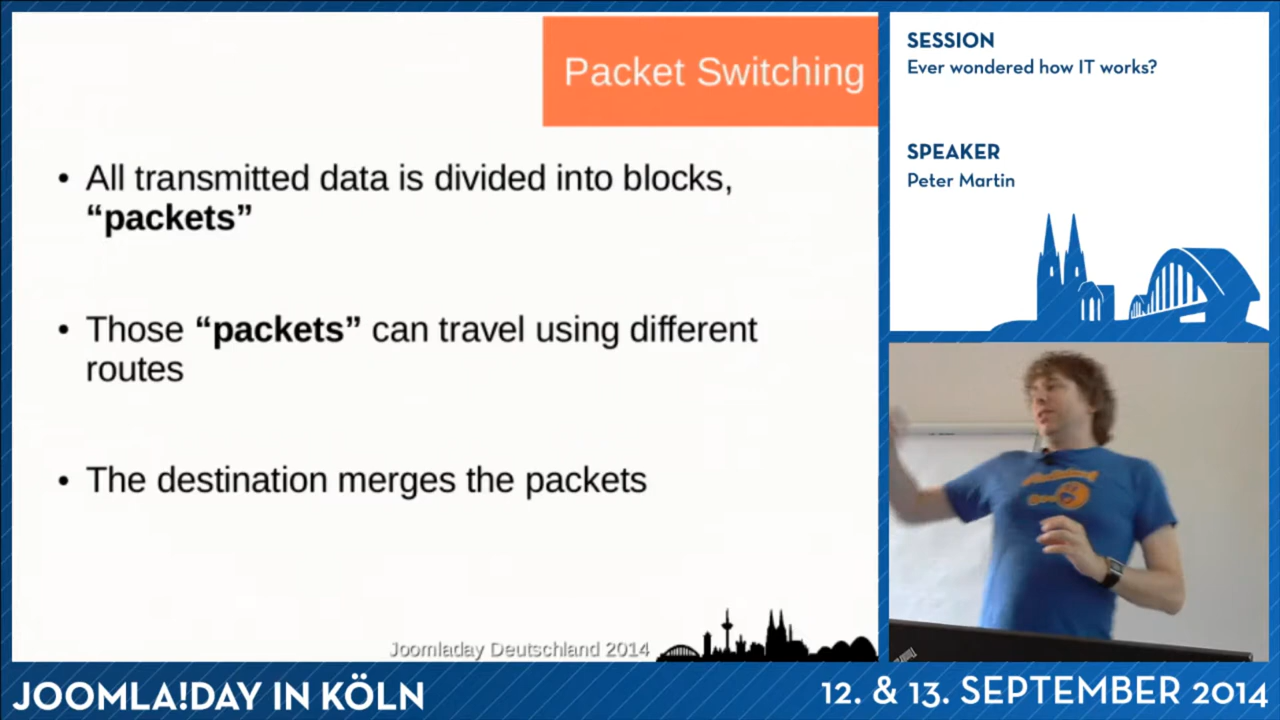 Packet Switching
• All transmitted data is divided into blocks,
“packets”
• Those “packets” can travel using different
routes
• The destination merges the packets
Joomladay Deutschland 2014
SESSION
Ever wondered how IT works?
SPEAKER
Peter Martin
JOOMLA!DAY IN KÖLN
12. & 13. SEPTEMBER 2014